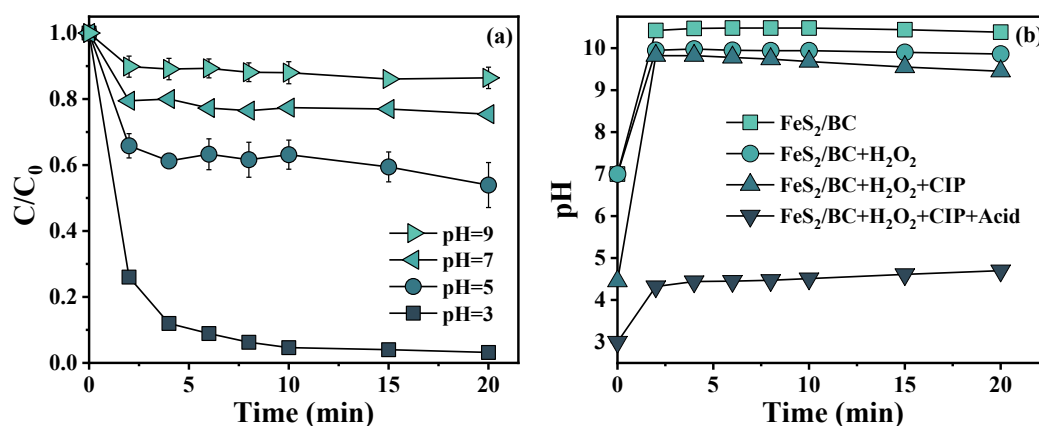 (a)
C/C₀
1.0
0.8
0.6
0.4
0.2
0.0
pH=9
pH=7
pH=5
pH=3
0 5 10 15 20
Time (min)
(b)
pH
10
9
8
7
6
5
4
3
FeS₂/BC
FeS₂/BC+H₂O₂
FeS₂/BC+H₂O₂+CIP
FeS₂/BC+H₂O₂+CIP+Acid
0 5 10 15 20
Time (min)